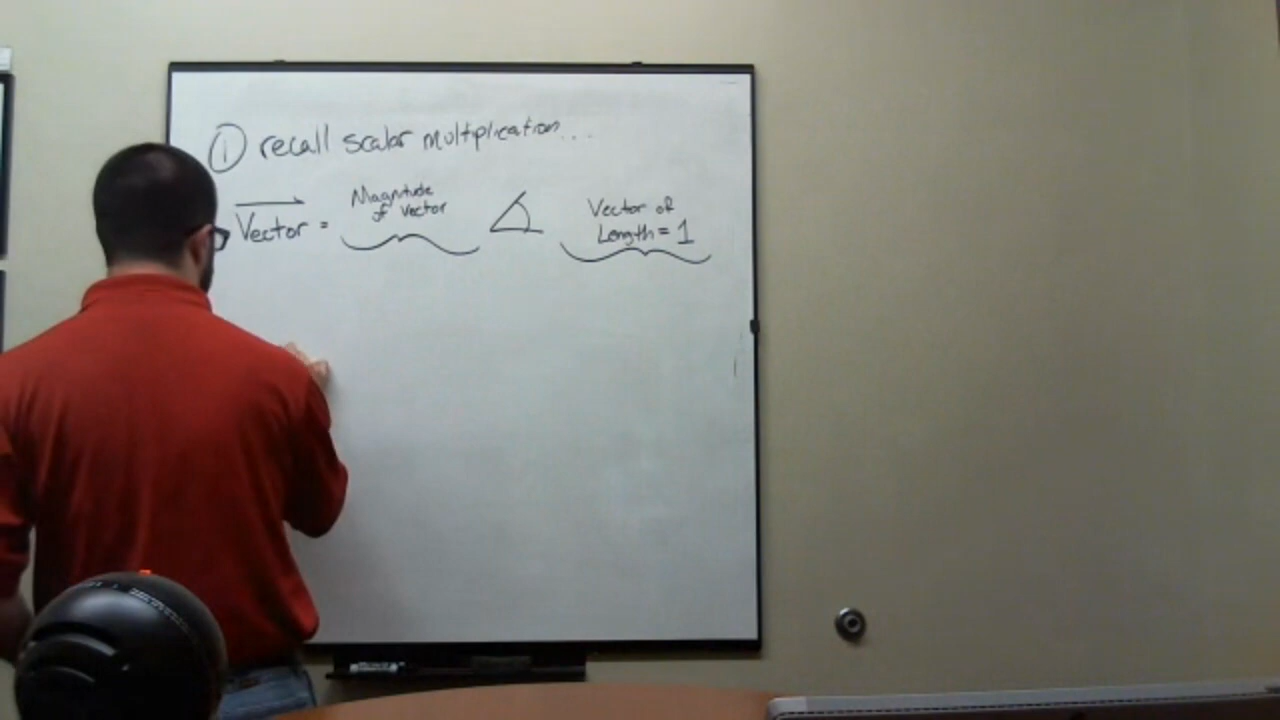 ① recall scalar multiplication...
Vector = Magnitude of Vector ∠ Vector of Length = 1